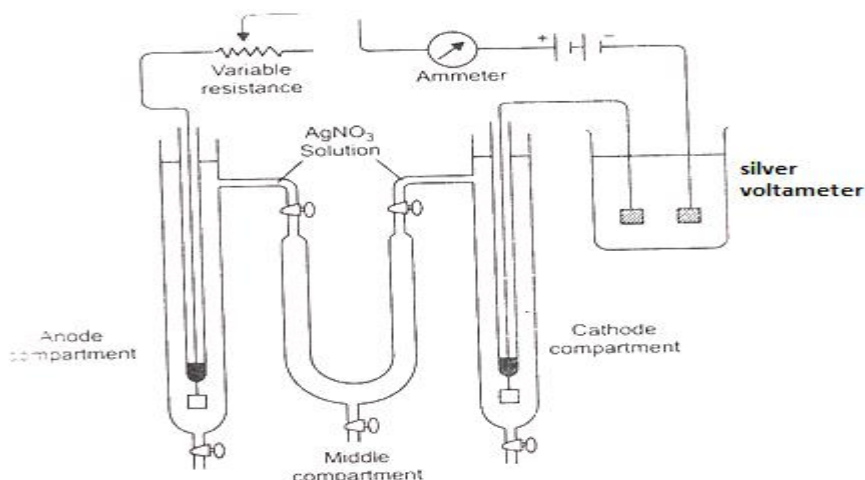 + −
Variable
resistance
Ammeter
AgNO₃
Solution
silver
voltameter
Anode
compartment
Cathode
compartment
Middle
compartment